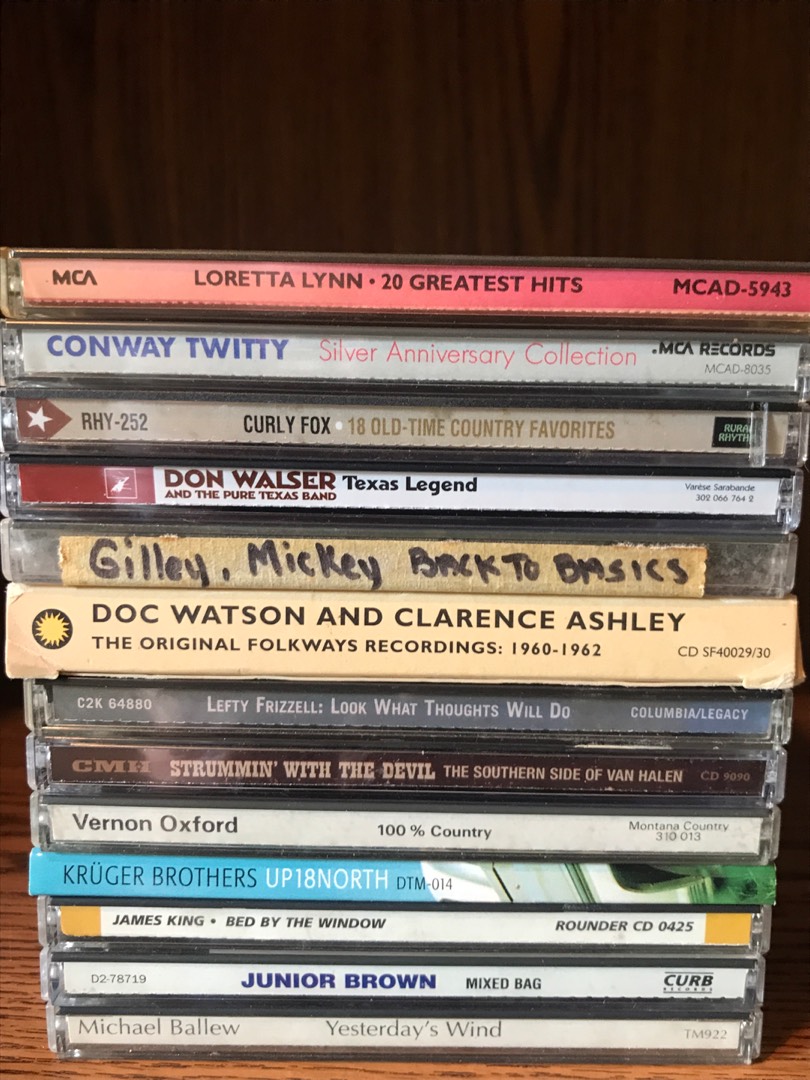 MCA LORETTA LYNN • 20 GREATEST HITS MCAD-5943
CONWAY TWITTY Silver Anniversary Collection .MCA RECORDS
MCAD-8035
RHY-252 CURLY FOX • 18 OLD-TIME COUNTRY FAVORITES RURAL
RHYTHM
DON WALSER Texas Legend Varèse Sarabande
AND THE PURE TEXAS BAND 302 066 764 2
Gilley, Mickey BACK TO BASICS
DOC WATSON AND CLARENCE ASHLEY
THE ORIGINAL FOLKWAYS RECORDINGS: 1960-1962 CD SF40029/30
C2K 64880 LEFTY FRIZZELL: LOOK WHAT THOUGHTS WILL DO COLUMBIA/LEGACY
CMH STRUMMIN' WITH THE DEVIL THE SOUTHERN SIDE OF VAN HALEN CD 9090
Vernon Oxford 100 % Country Montana Country
310 013
KRÜGER BROTHERS UP18NORTH DTM-014
JAMES KING • BED BY THE WINDOW ROUNDER CD 0425
D2-78719 JUNIOR BROWN MIXED BAG CURB
RECORDS
Michael Ballew Yesterday's Wind TM922